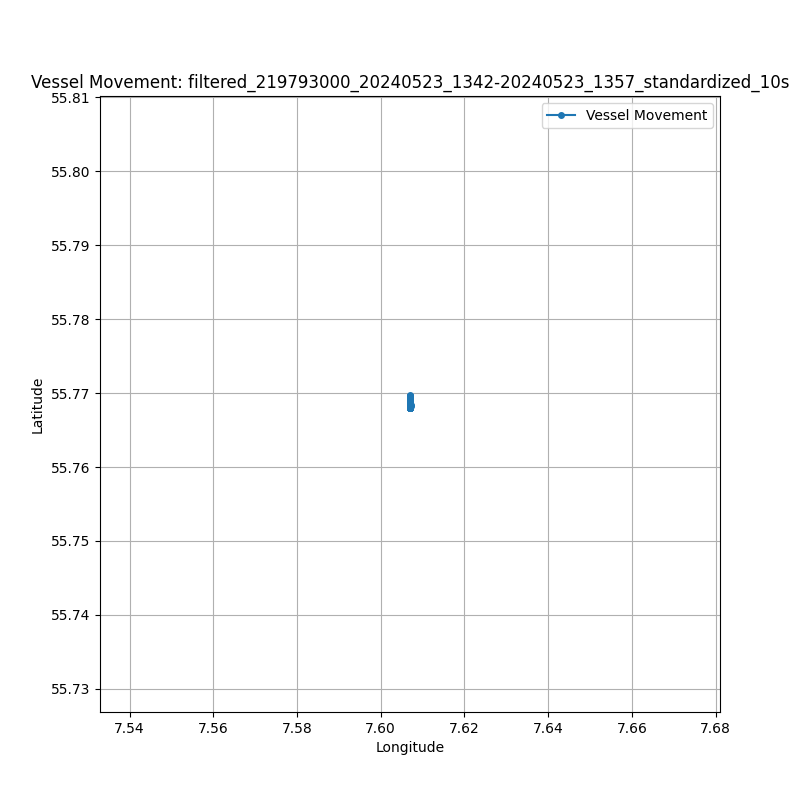 Vessel Movement: filtered_219793000_20240523_1342-20240523_1357_standardized_10s
Vessel Movement
55.81
55.80
55.79
55.78
55.77
55.76
55.75
55.74
55.73
Latitude
7.54 7.56 7.58 7.60 7.62 7.64 7.66 7.68
Longitude